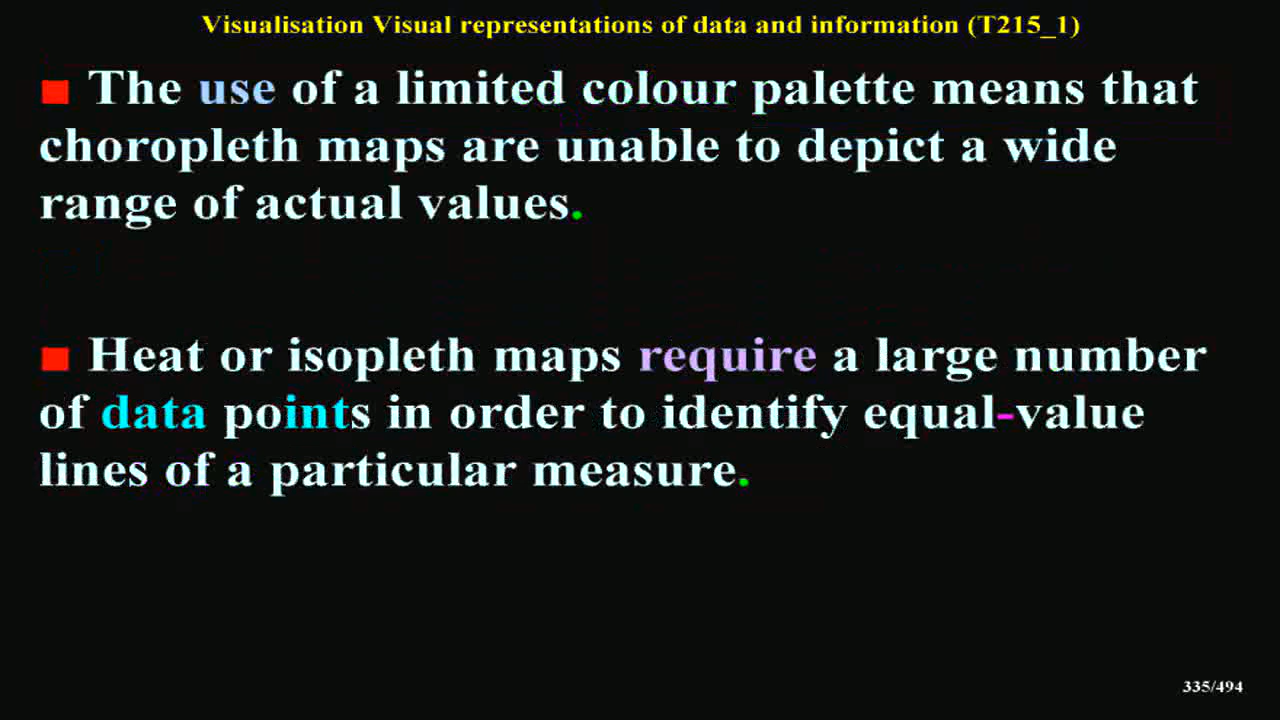 Visualisation Visual representations of data and information (T215_1)
The use of a limited colour palette means that
choropleth maps are unable to depict a wide
range of actual values.
Heat or isopleth maps require a large number
of data points in order to identify equal-value
lines of a particular measure.
335/494